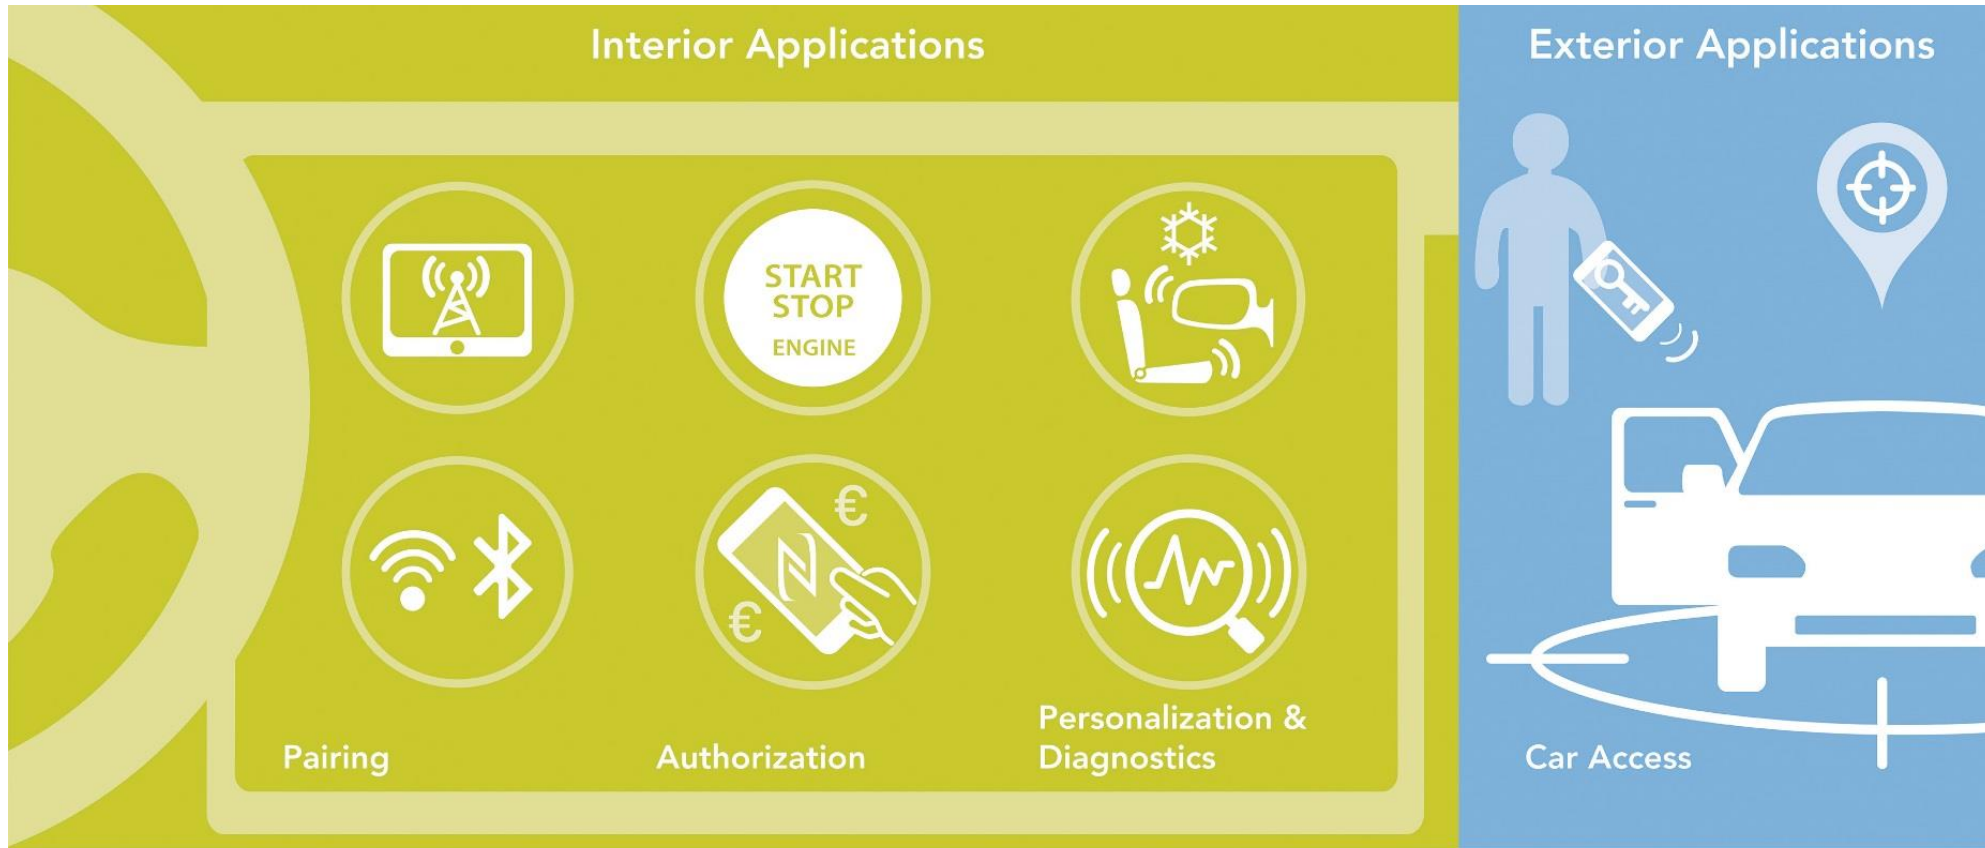 Interior Applications
Exterior Applications
START
STOP
ENGINE
€
€
Pairing
Authorization
Personalization &
Diagnostics
Car Access